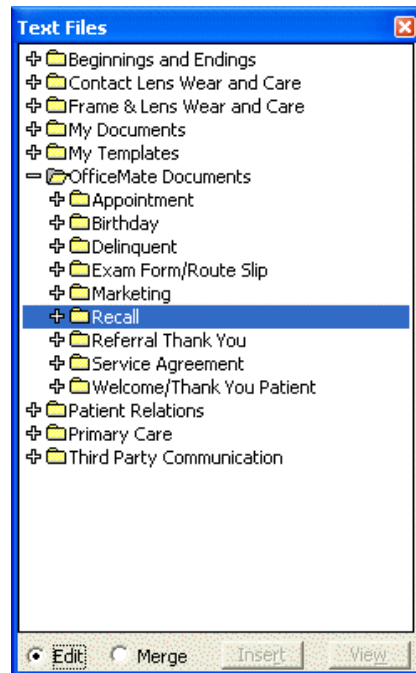 Text Files
Beginnings and Endings
Contact Lens Wear and Care
Frame & Lens Wear and Care
My Documents
My Templates
OfficeMate Documents
Appointment
Birthday
Delinquent
Exam Form/Route Slip
Marketing
Recall
Referral Thank You
Service Agreement
Welcome/Thank You Patient
Patient Relations
Primary Care
Third Party Communication
Edit Merge Insert View